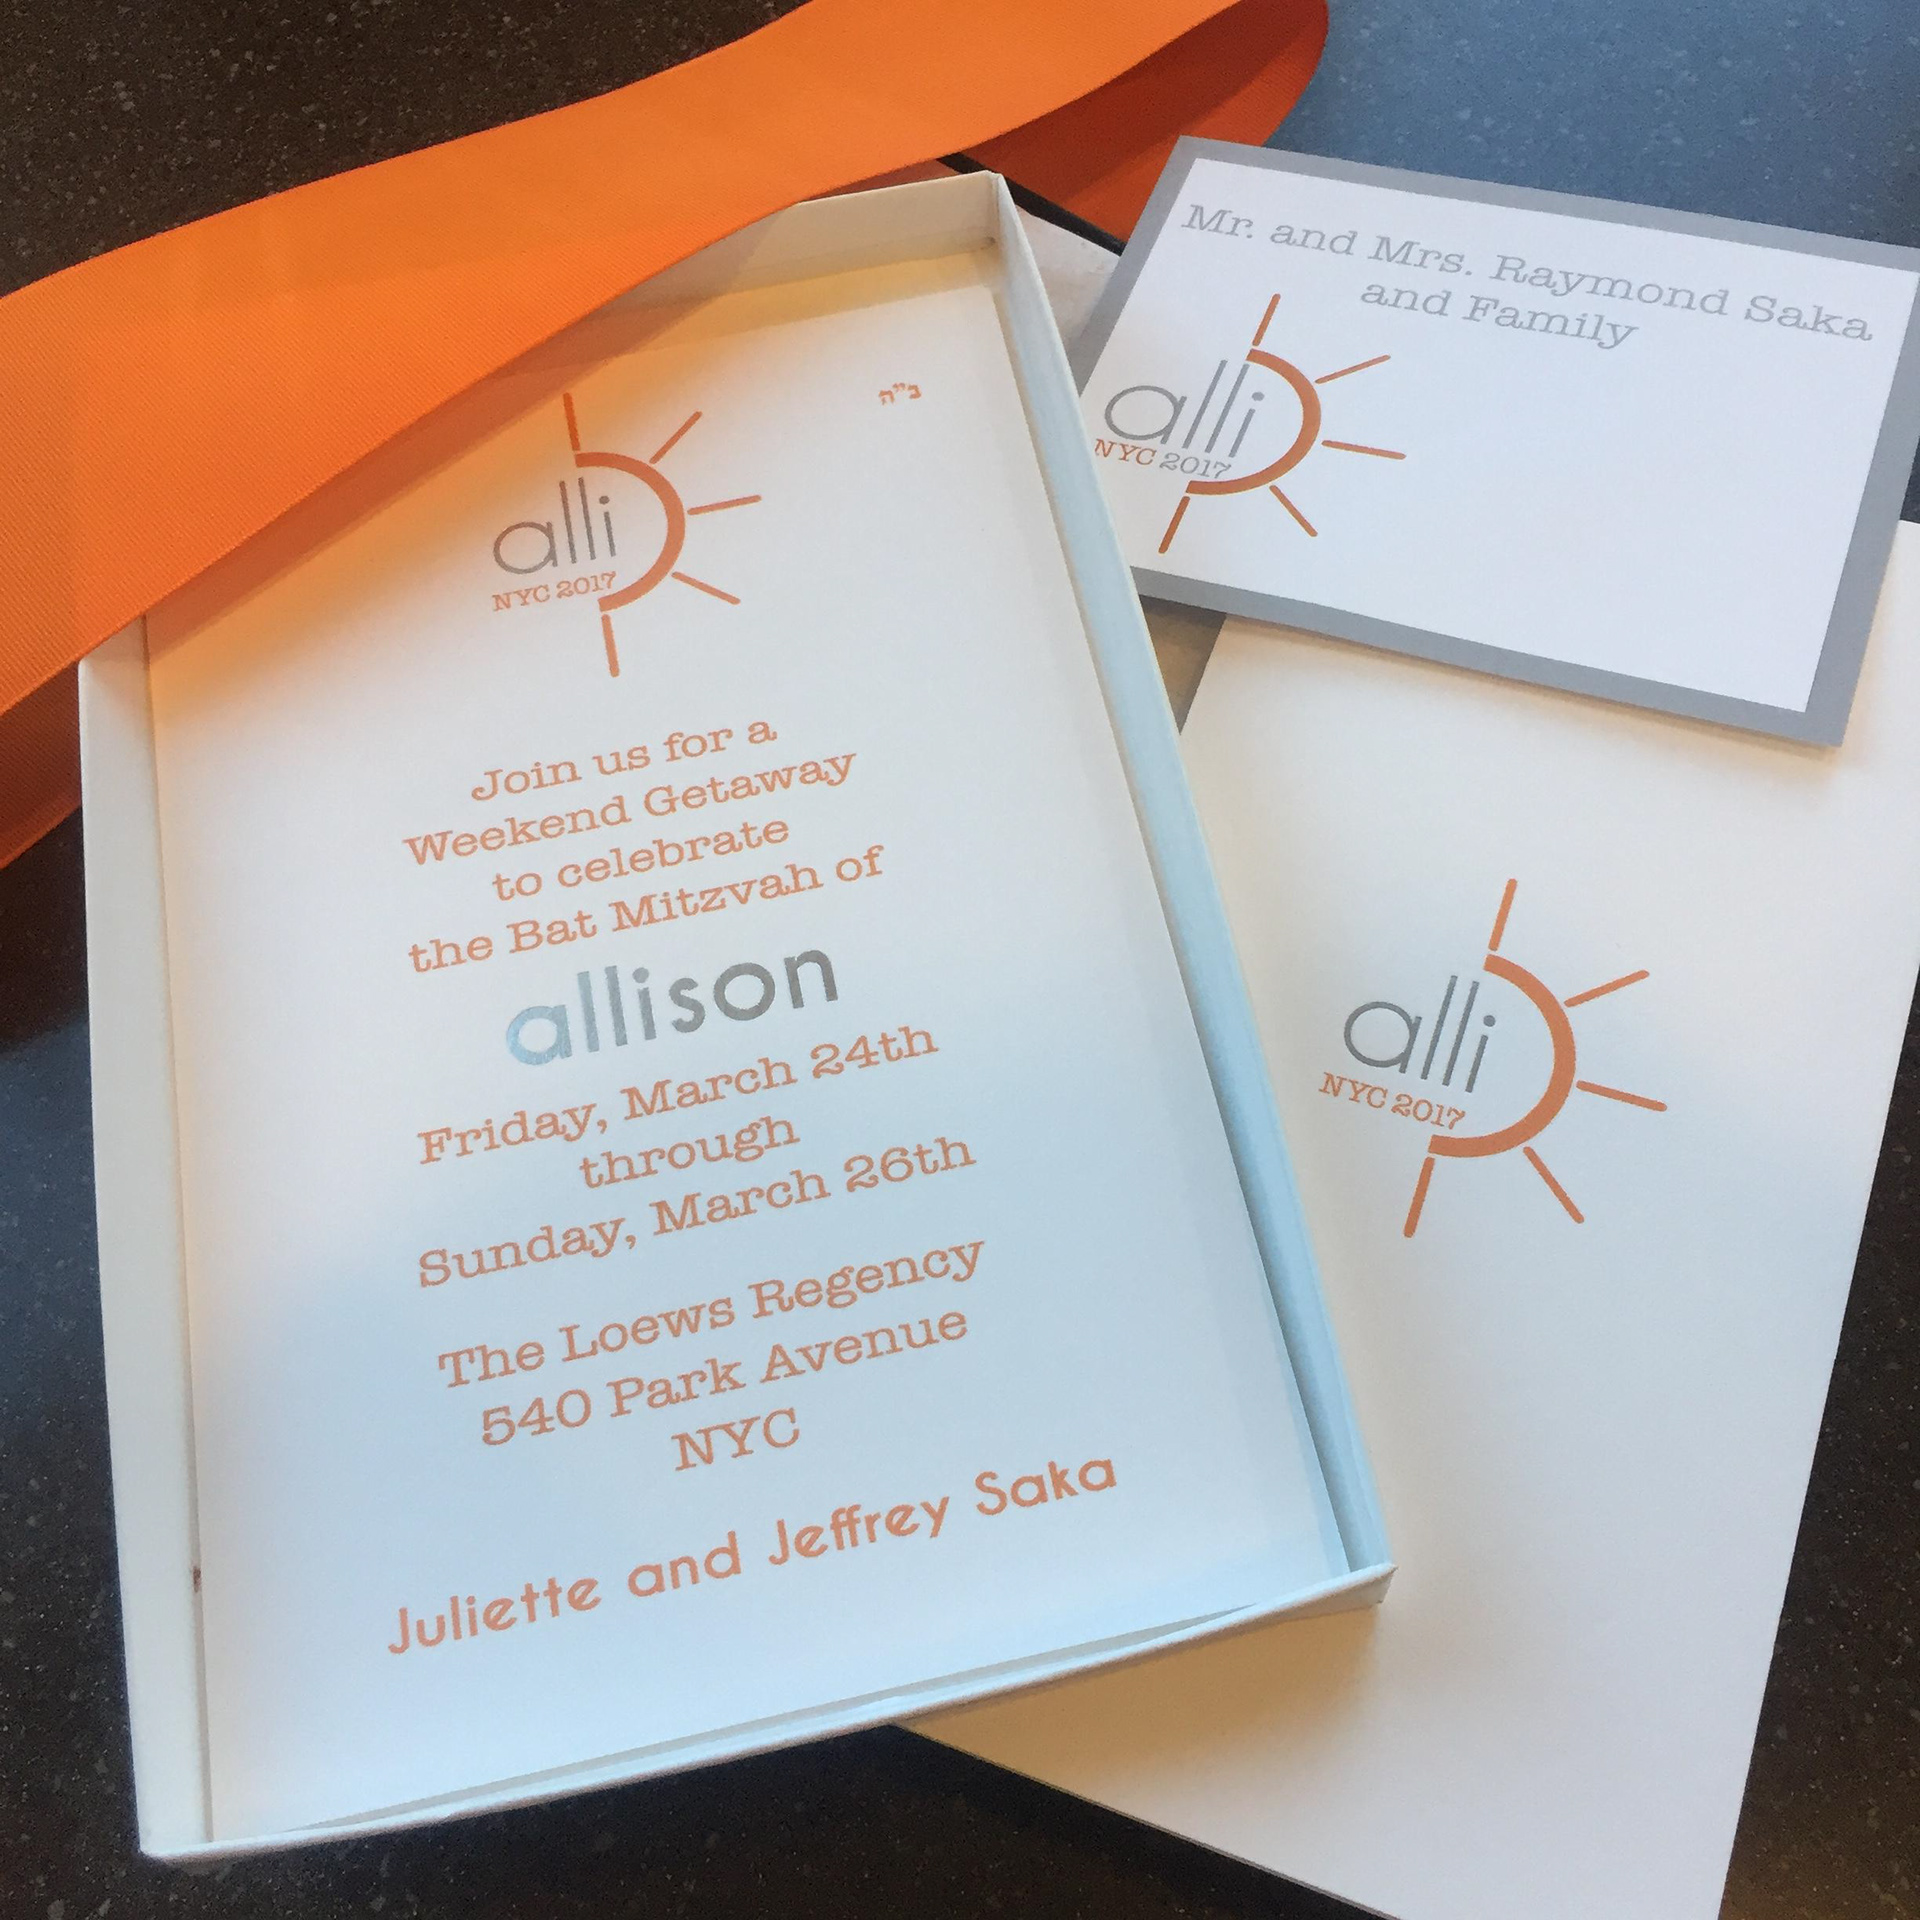 ב"ה
alli
NYC 2017
Join us for a
Weekend Getaway
to celebrate
the Bat Mitzvah of
allison
Friday, March 24th
through
Sunday, March 26th
The Loews Regency
540 Park Avenue
NYC
Juliette and Jeffrey Saka
Mr. and Mrs. Raymond Saka
and Family
alli
NYC 2017
alli
NYC 2017